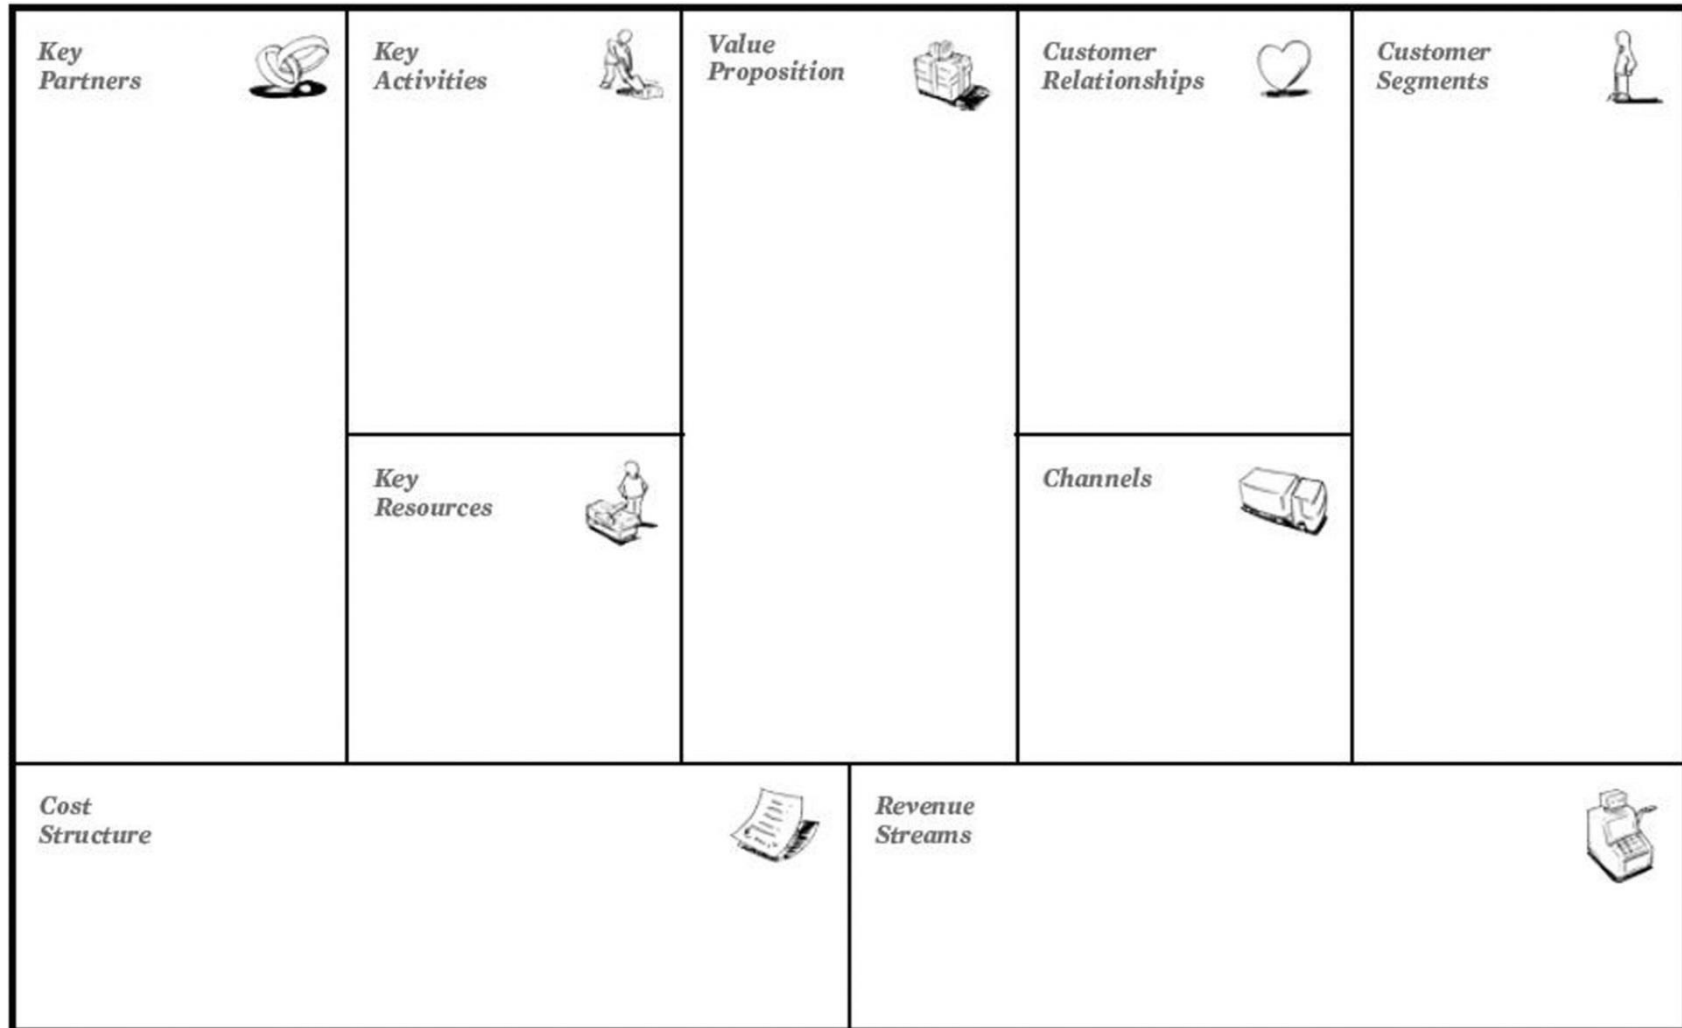 Key
Partners
Key
Activities
Value
Proposition
Customer
Relationships
Customer
Segments
Key
Resources
Channels
Cost
Structure
Revenue
Streams